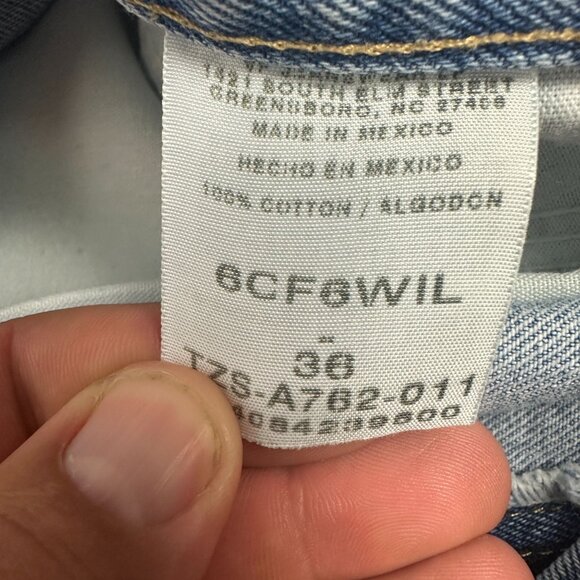 1421 SOUTH ELM STREET
GREENSBORO, NC 27406
MADE IN MEXICO
HECHO EN MEXICO
100% COTTON / ALGODON
6CF6WIL
36
TZS-A762-011